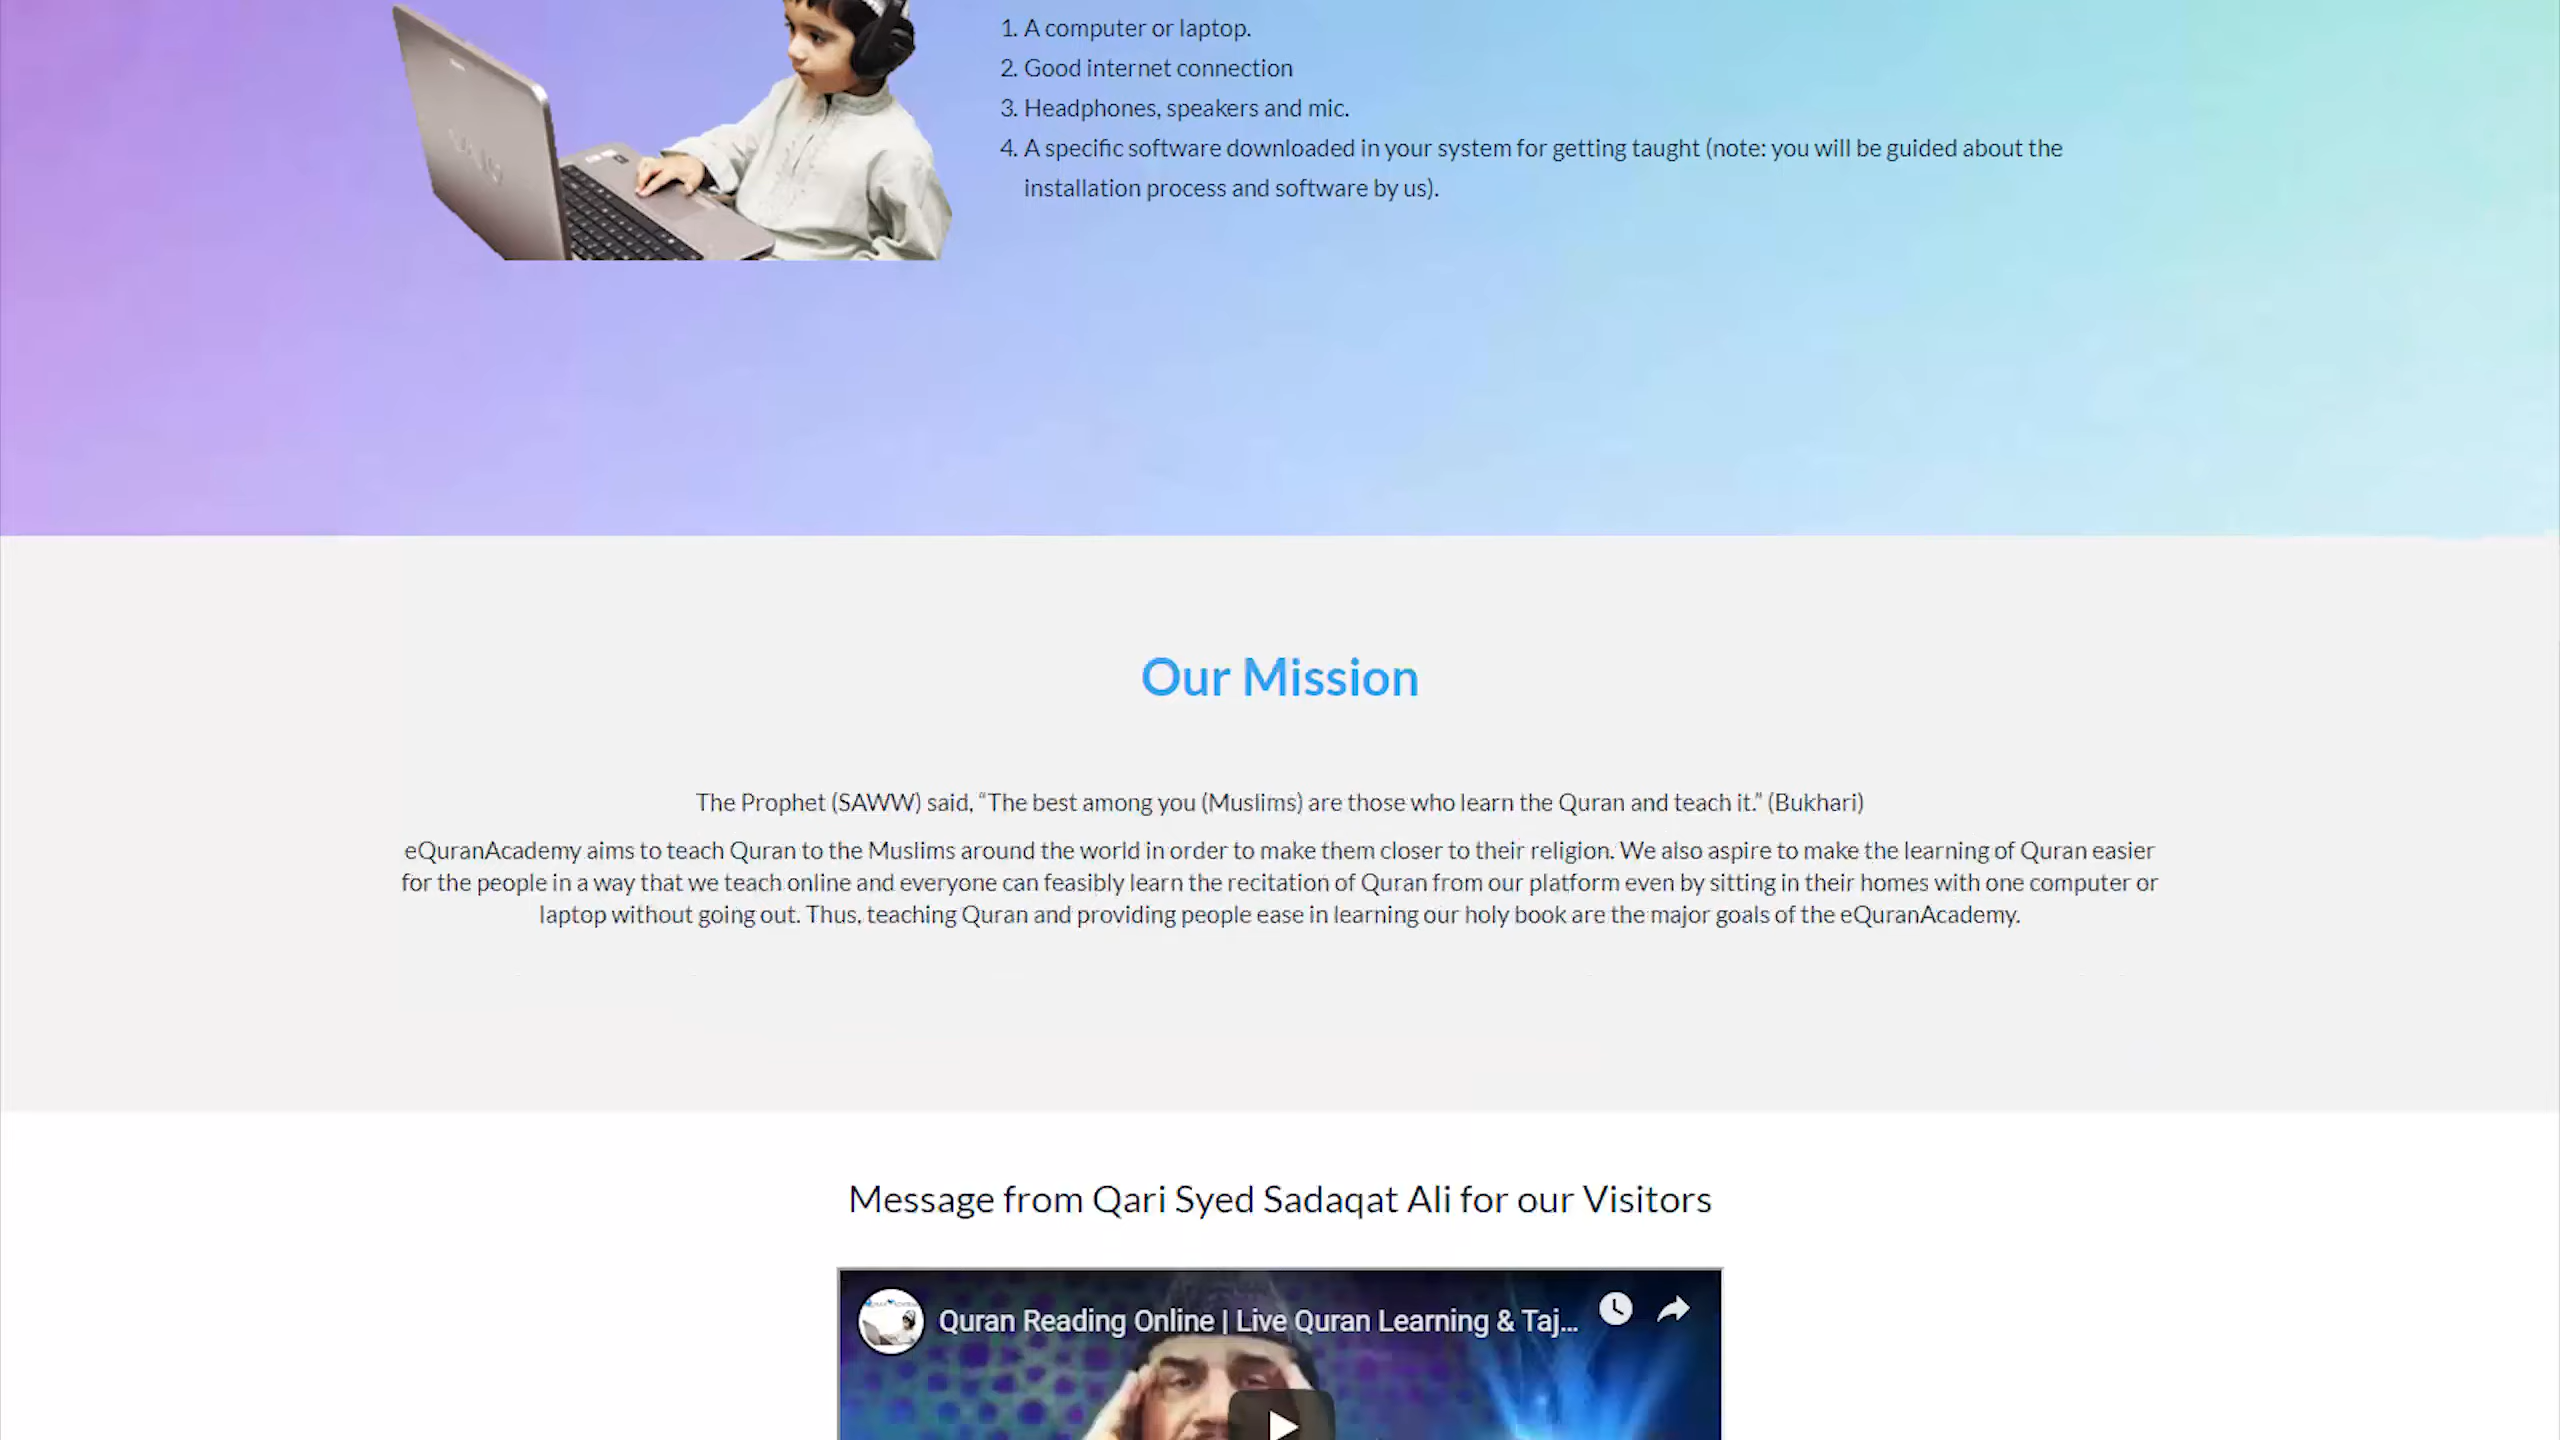 1. A computer or laptop.
2. Good internet connection
3. Headphones, speakers and mic.
4. A specific software downloaded in your system for getting taught (note: you will be guided about the
installation process and software by us).
Our Mission
The Prophet (SAWW) said, “The best among you (Muslims) are those who learn the Quran and teach it.” (Bukhari)
eQuranAcademy aims to teach Quran to the Muslims around the world in order to make them closer to their religion. We also aspire to make the learning of Quran easier
for the people in a way that we teach online and everyone can feasibly learn the recitation of Quran from our platform even by sitting in their homes with one computer or
laptop without going out. Thus, teaching Quran and providing people ease in learning our holy book are the major goals of the eQuranAcademy.
Message from Qari Syed Sadaqat Ali for our Visitors
Quran Reading Online | Live Quran Learning & Taj...